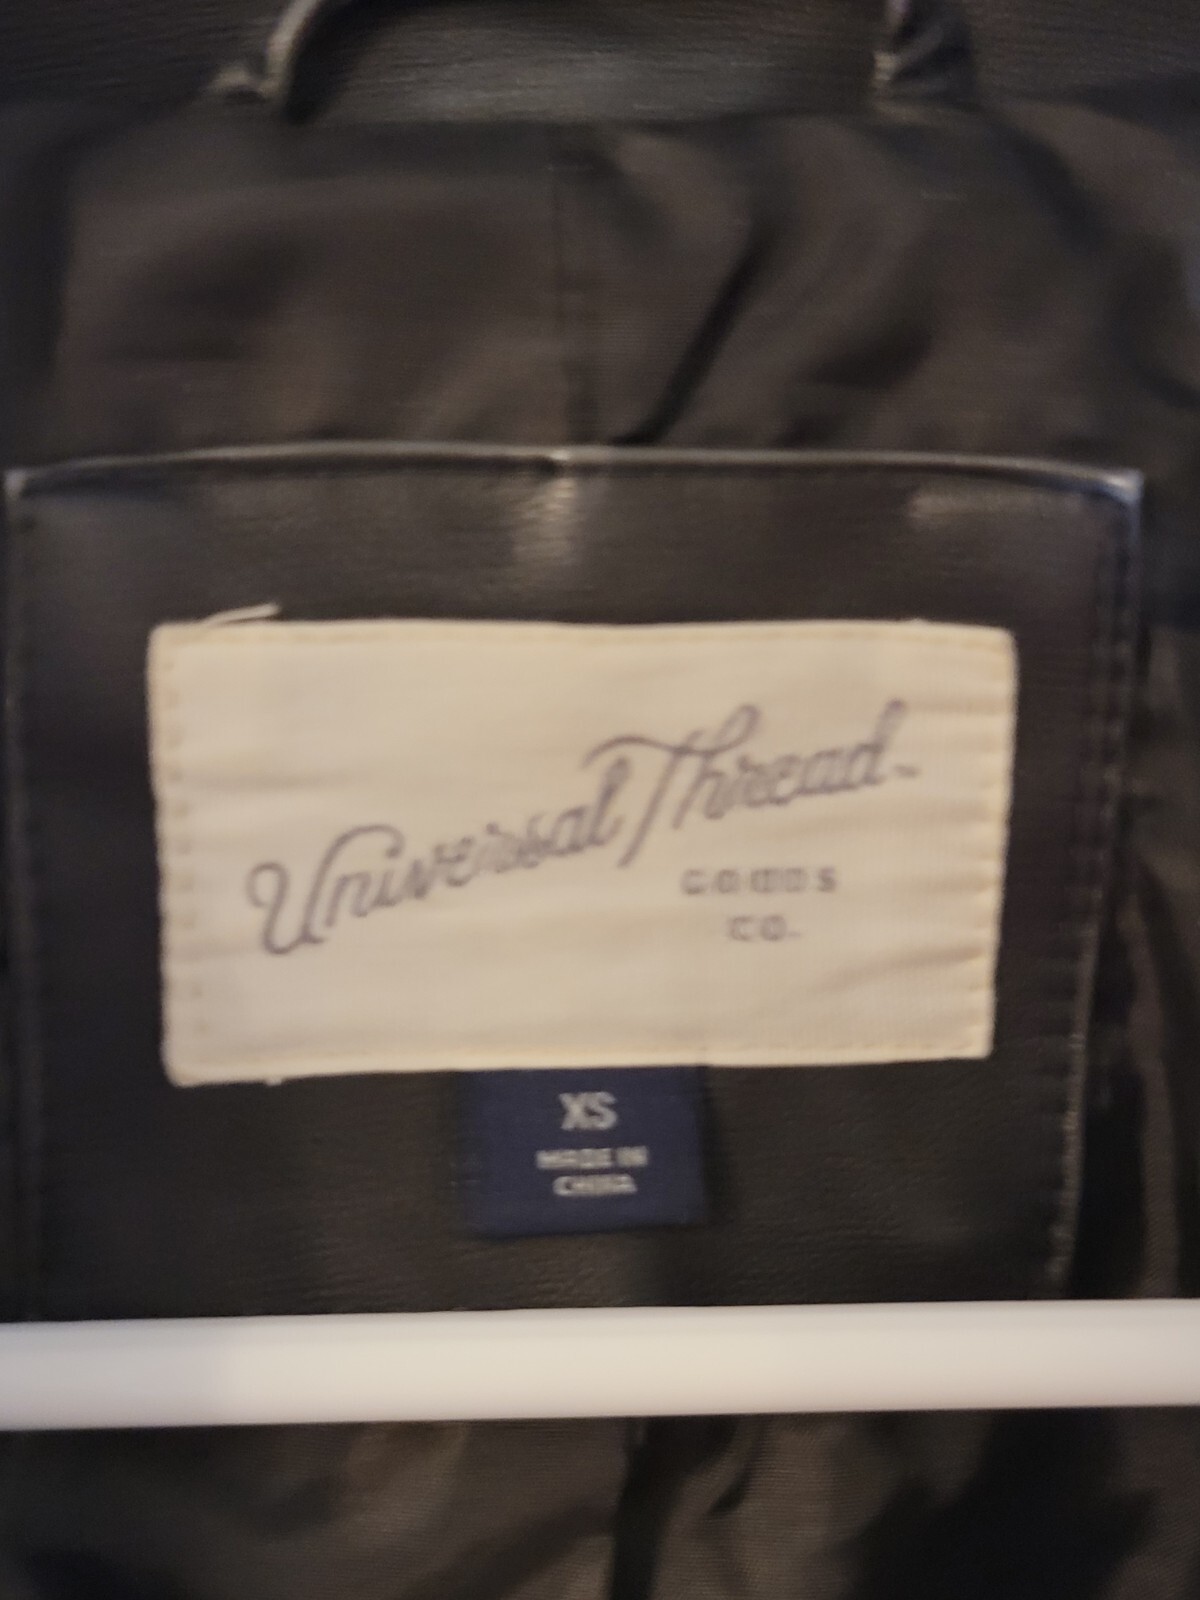 Universal Thread
GOODS
CO.
XS
MADE IN
CHINA